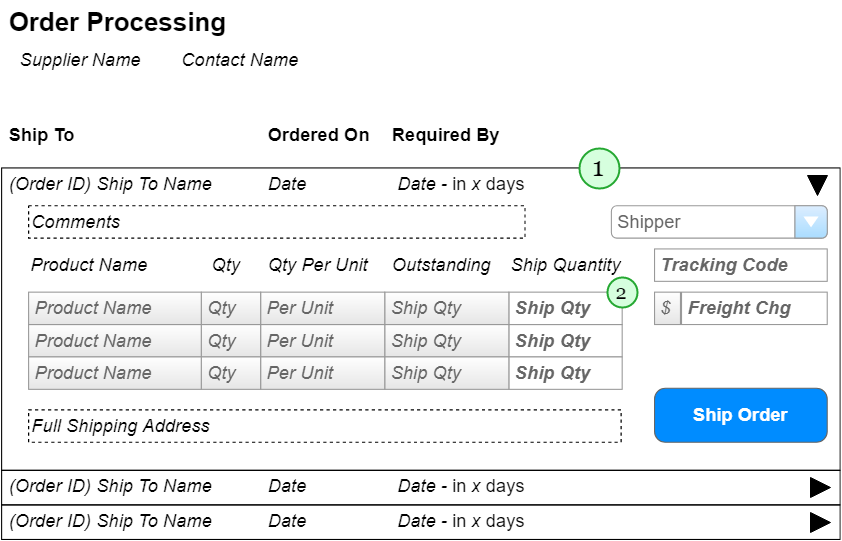 Order Processing
Supplier Name Contact Name
Ship To Ordered On Required By
1
(Order ID) Ship To Name Date Date - in x days
Comments Shipper
Product Name Qty Qty Per Unit Outstanding Ship Quantity Tracking Code
2
Product Name Qty Per Unit Ship Qty Ship Qty $ Freight Chg
Product Name Qty Per Unit Ship Qty Ship Qty
Product Name Qty Per Unit Ship Qty Ship Qty
Ship Order
Full Shipping Address
(Order ID) Ship To Name Date Date - in x days
(Order ID) Ship To Name Date Date - in x days